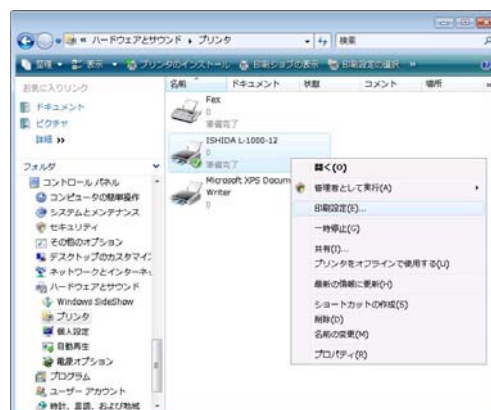 « ハードウェアとサウンド ▸ プリンタ
検索
管理 表示 プリンタのインストール 印刷ジョブの表示 印刷設定の選択 »
お気に入りリンク
ドキュメント
ピクチャ
詳細 »
フォルダ
コントロール パネル
コンピュータの簡単操作
システムとメンテナンス
セキュリティ
その他のオプション
デスクトップのカスタマイズ
ネットワークとインターネッ
ハードウェアとサウンド
Windows SideShow
プリンタ
個人設定
自動再生
電源オプション
プログラム
ユーザー アカウント
時計、言語、および地域
名前 ドキュメント 状態 コメント 場所 »
Fax
0
準備完了
ISHIDA L-1000-12
0
準備完了
Microsoft XPS Docum
Writer
0
開く(O)
管理者として実行(A)
印刷設定(E)...
一時停止(G)
共有(I)...
プリンタをオフラインで使用する(U)
最新の情報に更新(H)
ショートカットの作成(S)
削除(D)
名前の変更(M)
プロパティ(R)